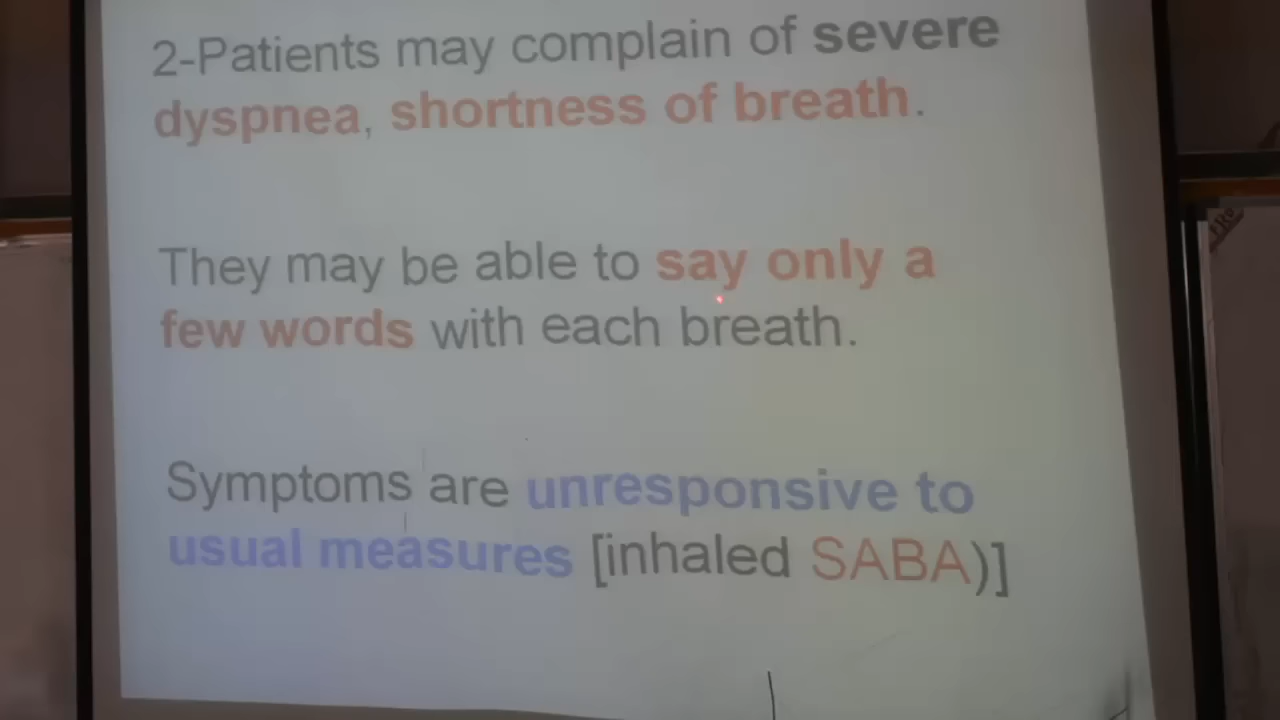 2-Patients may complain of severe
dyspnea, shortness of breath.
They may be able to say only a
few words with each breath.
Symptoms are unresponsive to
usual measures [inhaled SABA)]